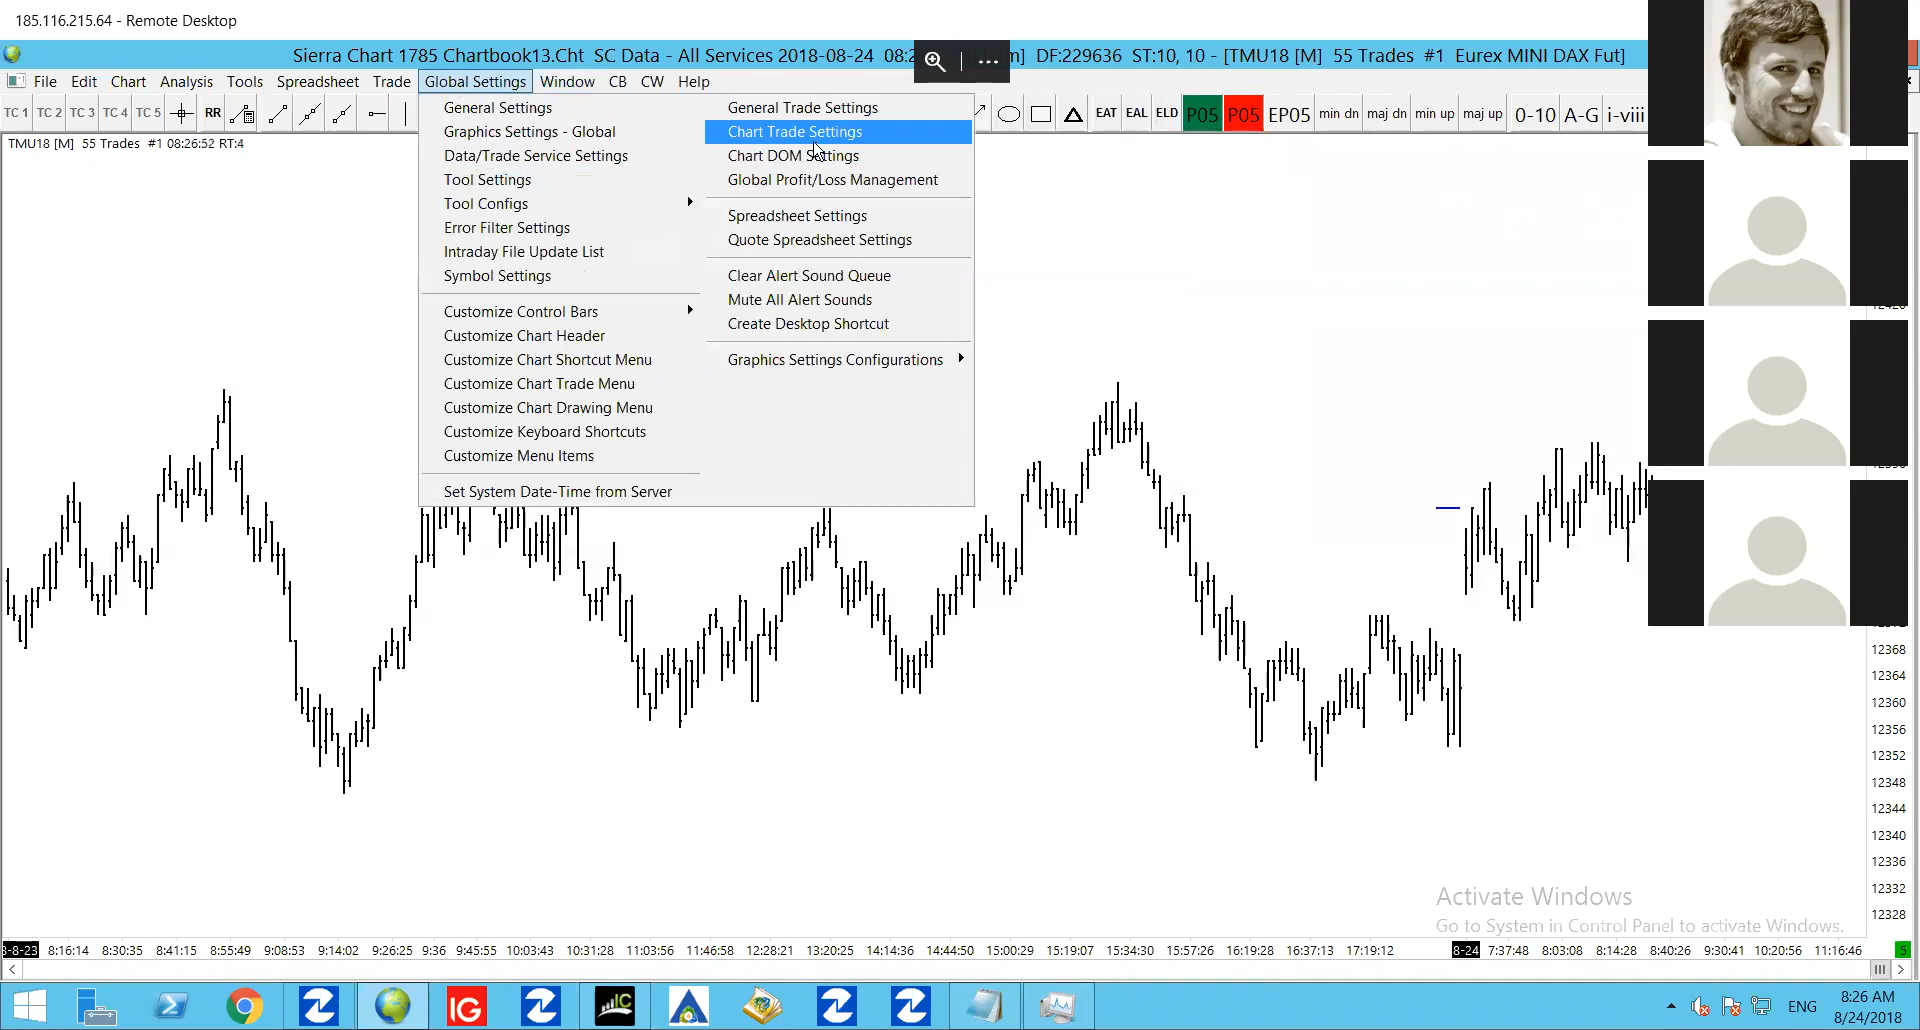 185.116.215.64 - Remote Desktop
Sierra Chart 1785 Chartbook13.Cht SC Data - All Services 2018-08-24 08:2 m] DF:229636 ST:10, 10 - [TMU18 [M] 55 Trades #1 Eurex MINI DAX Fut]
File Edit Chart Analysis Tools Spreadsheet Trade Global Settings Window CB CW Help
TC 1 TC 2 TC 3 TC 4 TC 5 RR EAT EAL ELD P05 P05 EP05 min dn maj dn min up maj up 0-10 A-G i-viii
TMU18 [M] 55 Trades #1 08:26:52 RT:4
General Settings
Graphics Settings - Global
Data/Trade Service Settings
Tool Settings
Tool Configs
Error Filter Settings
Intraday File Update List
Symbol Settings
Customize Control Bars
Customize Chart Header
Customize Chart Shortcut Menu
Customize Chart Trade Menu
Customize Chart Drawing Menu
Customize Keyboard Shortcuts
Customize Menu Items
Set System Date-Time from Server
General Trade Settings
Chart Trade Settings
Chart DOM Settings
Global Profit/Loss Management
Spreadsheet Settings
Quote Spreadsheet Settings
Clear Alert Sound Queue
Mute All Alert Sounds
Create Desktop Shortcut
Graphics Settings Configurations
12368
12364
12360
12356
12352
12348
12344
12340
12336
12332
12328
Activate Windows
Go to System in Control Panel to activate Windows.
8-8-23 8:16:14 8:30:35 8:41:15 8:55:49 9:08:53 9:14:02 9:26:25 9:36 9:45:55 10:03:43 10:31:28 11:03:56 11:46:58 12:28:21 13:20:25 14:14:36 14:44:50 15:00:29 15:19:07 15:34:30 15:57:26 16:19:28 16:37:13 17:19:12 8-24 7:37:48 8:03:08 8:14:28 8:40:26 9:30:41 10:20:56 11:16:46 5
IG IC ENG 8:26 AM
8/24/2018